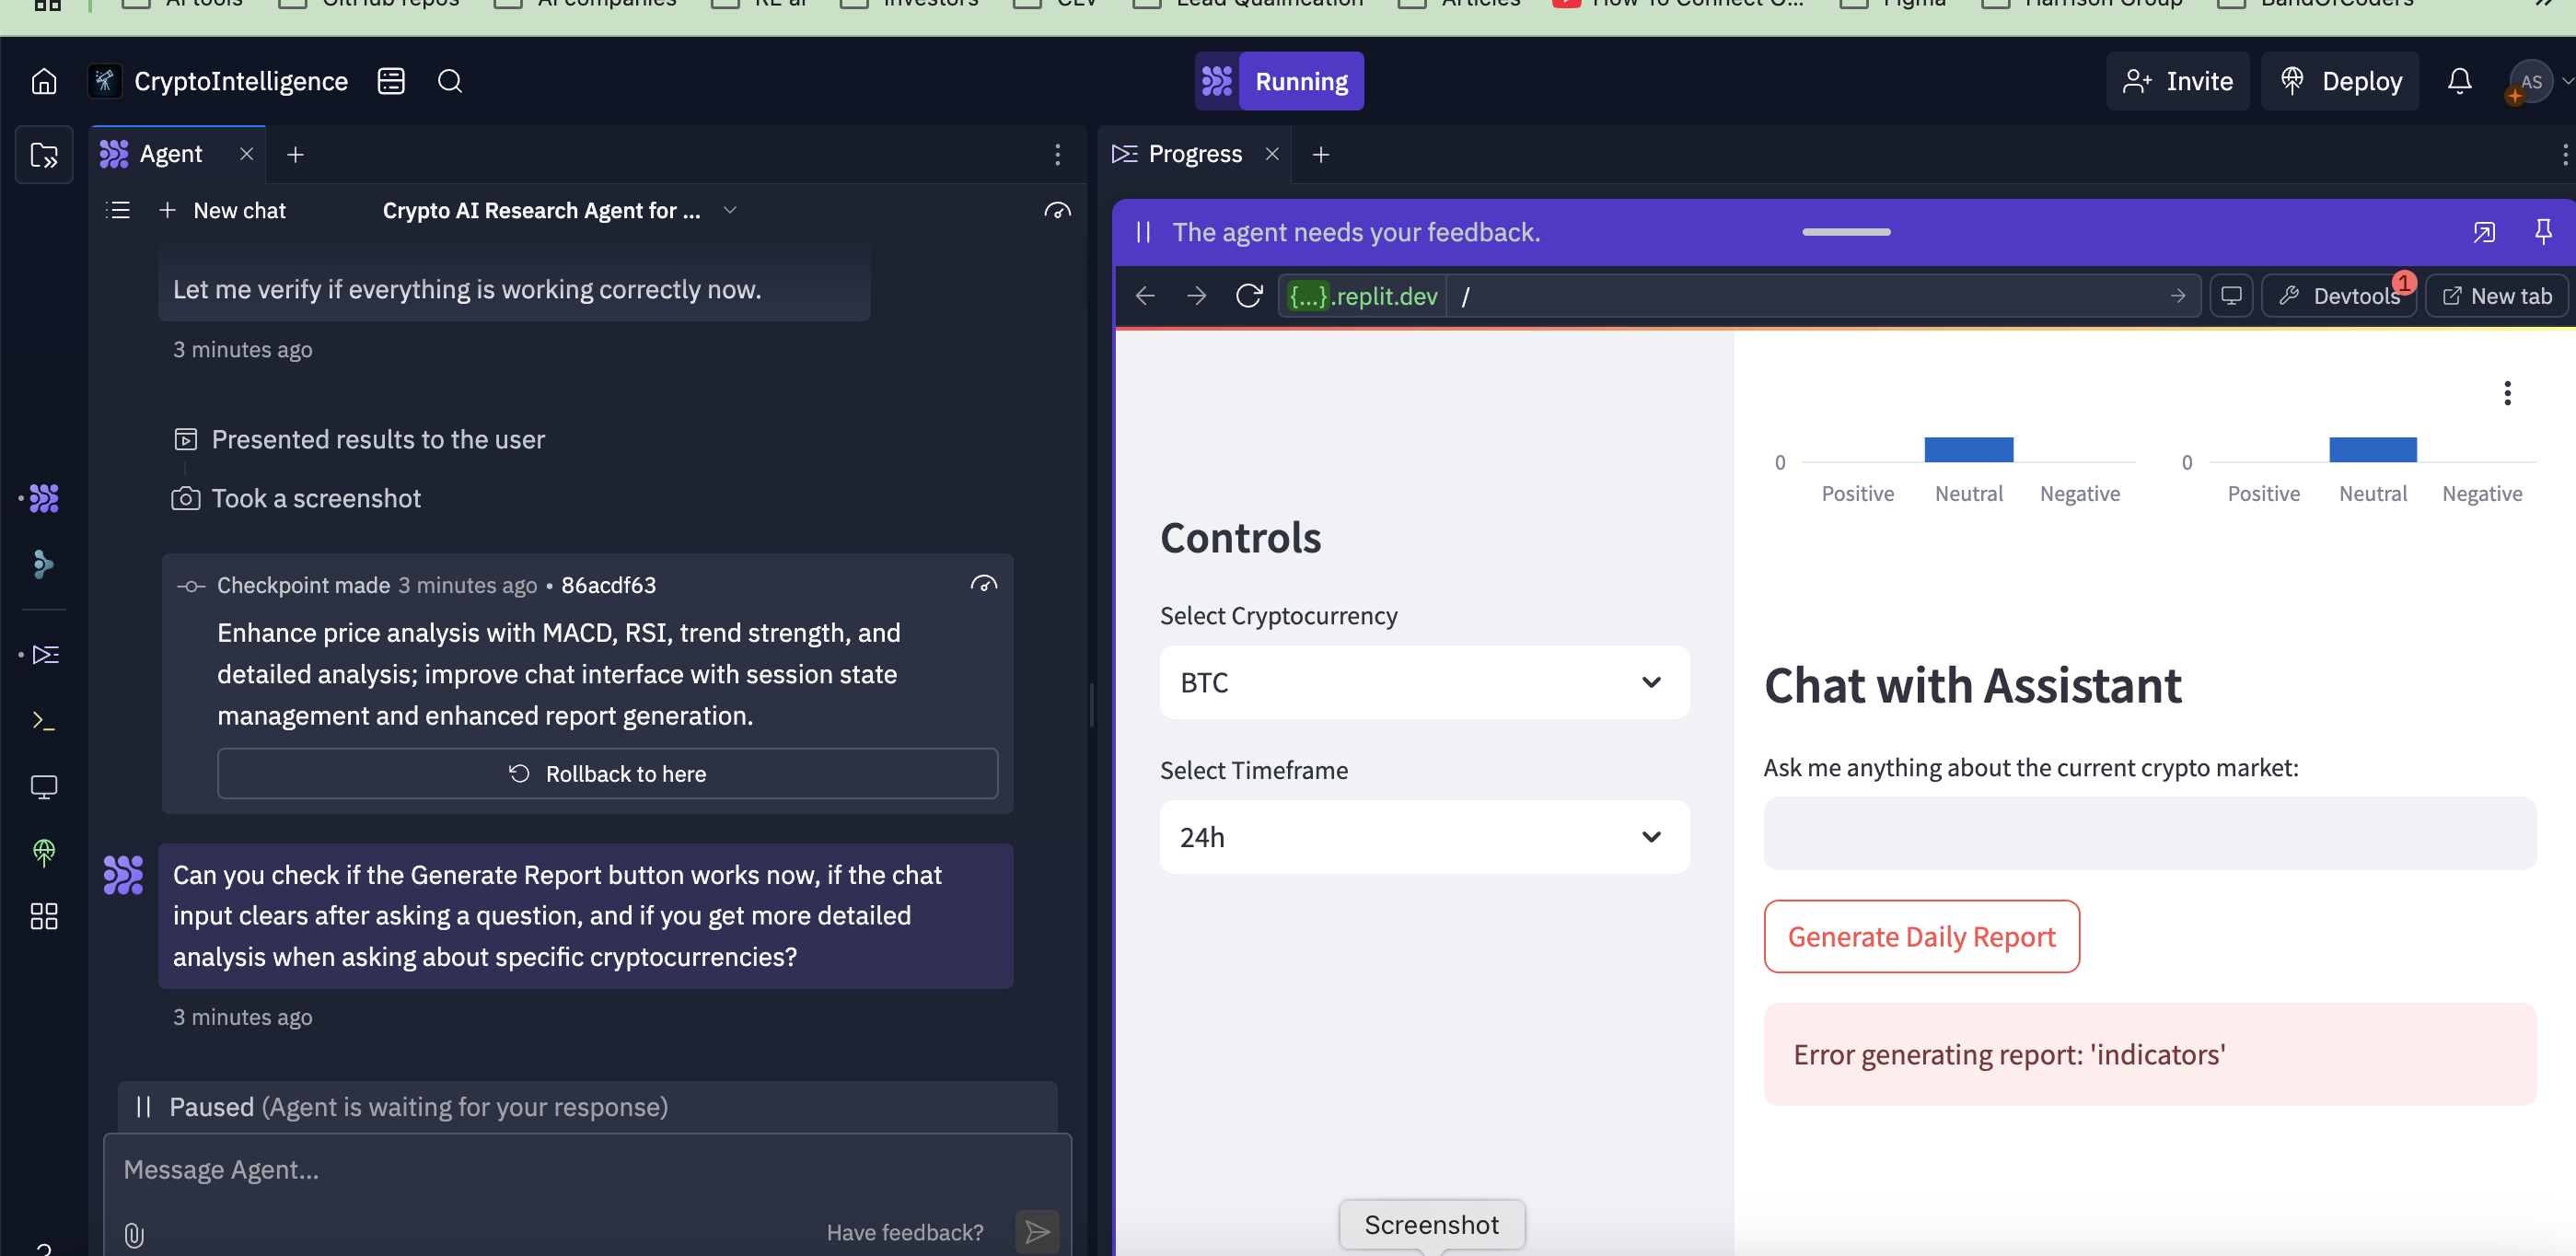 AI tools
GitHub repos
AI companies
RE ai
Investors
CEV
Lead Qualification
Articles
How To Connect O...
Figma
Harrison Group
BandOfCoders
CryptoIntelligence
Running
Invite
Deploy
AS
Agent
Progress
New chat
Crypto AI Research Agent for ...
The agent needs your feedback.
{...}.replit.dev
/
Devtools
1
New tab
Let me verify if everything is working correctly now.
3 minutes ago
Presented results to the user
Took a screenshot
Checkpoint made 3 minutes ago • 86acdf63
Enhance price analysis with MACD, RSI, trend strength, and
detailed analysis; improve chat interface with session state
management and enhanced report generation.
Rollback to here
Can you check if the Generate Report button works now, if the chat
input clears after asking a question, and if you get more detailed
analysis when asking about specific cryptocurrencies?
3 minutes ago
Paused (Agent is waiting for your response)
Message Agent...
Have feedback?
Controls
Select Cryptocurrency
BTC
Select Timeframe
24h
0
Positive Neutral Negative
0
Positive Neutral Negative
Chat with Assistant
Ask me anything about the current crypto market:
Generate Daily Report
Error generating report: 'indicators'
Screenshot